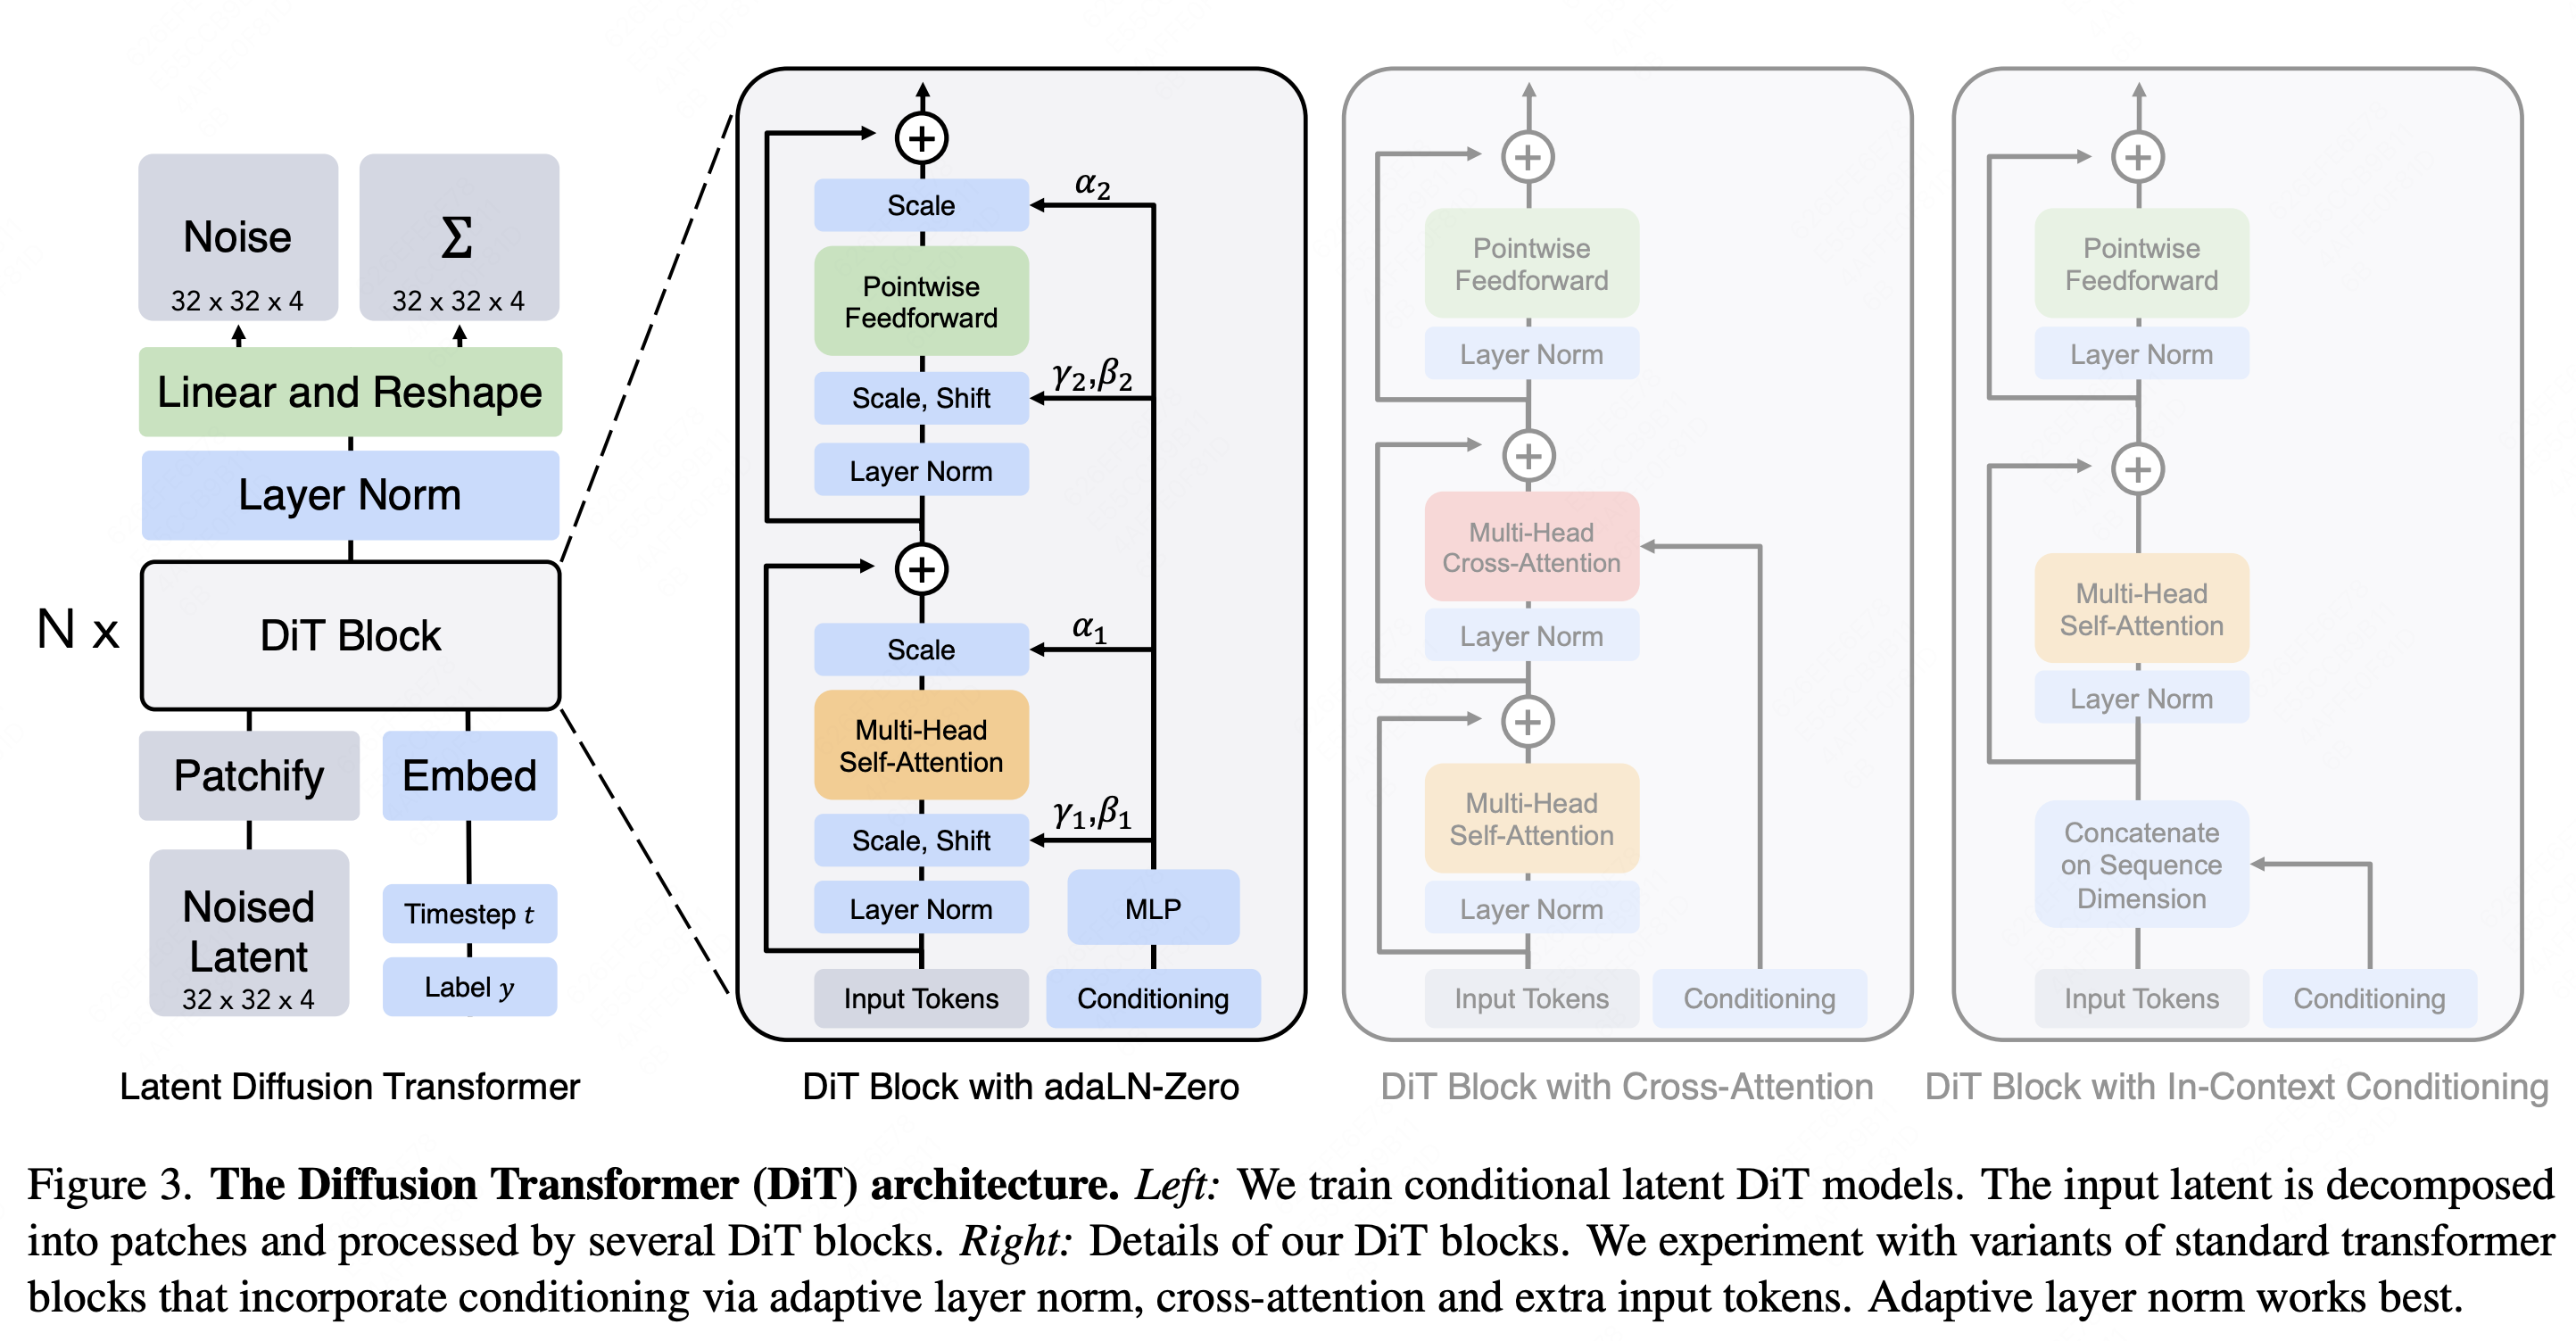 Noise
32 x 32 x 4
Σ
32 x 32 x 4
Linear and Reshape
Layer Norm
N x
DiT Block
Patchify
Embed
Noised
Latent
32 x 32 x 4
Timestep t
Label y
Latent Diffusion Transformer
+
Scale
α₂
Pointwise
Feedforward
Scale, Shift
γ₂,β₂
Layer Norm
+
Scale
α₁
Multi-Head
Self-Attention
Scale, Shift
γ₁,β₁
Layer Norm
MLP
Input Tokens
Conditioning
DiT Block with adaLN-Zero
+
Pointwise
Feedforward
Layer Norm
+
Multi-Head
Cross-Attention
Layer Norm
+
Multi-Head
Self-Attention
Layer Norm
Input Tokens
Conditioning
DiT Block with Cross-Attention
+
Pointwise
Feedforward
Layer Norm
+
Multi-Head
Self-Attention
Layer Norm
Concatenate
on Sequence
Dimension
Input Tokens
Conditioning
DiT Block with In-Context Conditioning
Figure 3. The Diffusion Transformer (DiT) architecture. Left: We train conditional latent DiT models. The input latent is decomposed
into patches and processed by several DiT blocks. Right: Details of our DiT blocks. We experiment with variants of standard transformer
blocks that incorporate conditioning via adaptive layer norm, cross-attention and extra input tokens. Adaptive layer norm works best.